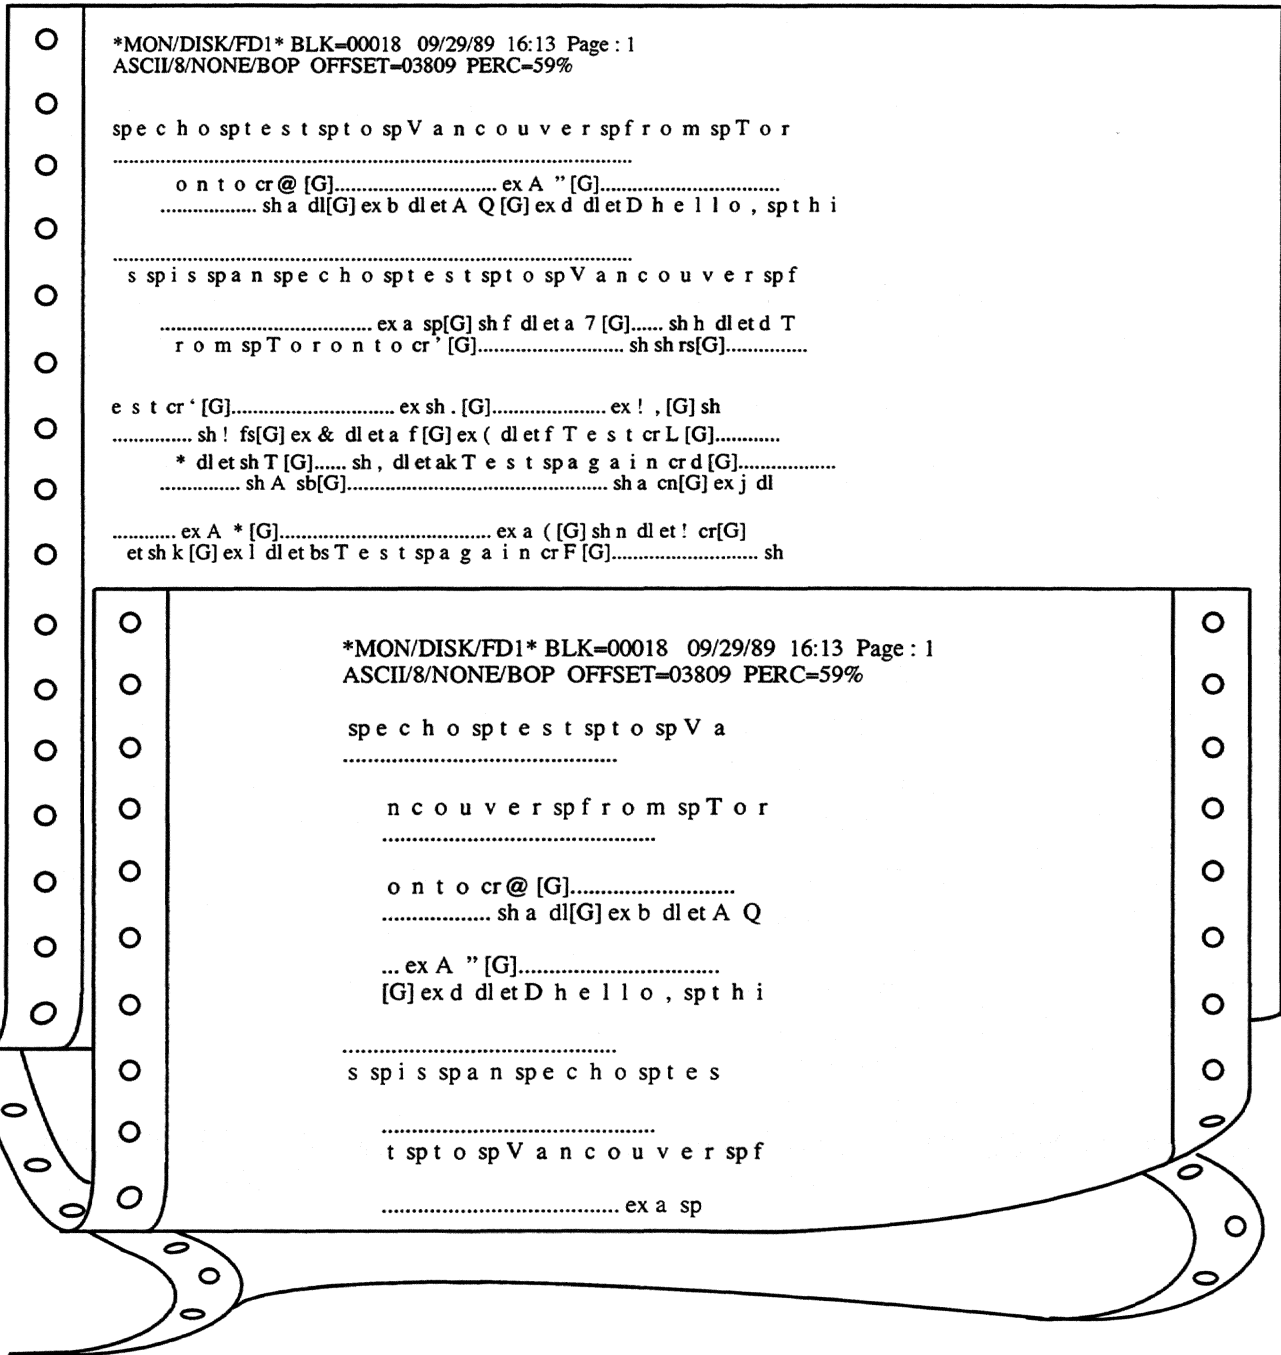 *MON/DISK/FD1* BLK=00018 09/29/89 16:13 Page : 1
ASCII/8/NONE/BOP OFFSET=03809 PERC=59%
sp e c h o sp t e s t sp t o sp V a n c o u v e r sp f r o m sp T o r
................................................................................
o n t o cr @ [G].............................. ex A ” [G].................................
.................. sh a dl[G] ex b dl et A Q [G] ex d dl et D h e l l o , sp t h i
................................................................................
s sp i s sp a n sp e c h o sp t e s t sp t o sp V a n c o u v e r sp f
....................................... ex a sp[G] sh f dl et a 7 [G]...... sh h dl et d T
r o m sp T o r o n t o cr ’ [G]........................... sh sh rs[G]...............
e s t cr ‘ [G].............................. ex sh . [G]..................... ex ! , [G] sh
............... sh ! fs[G] ex & dl et a f [G] ex ( dl et f T e s t cr L [G]............
* dl et sh T [G]...... sh , dl et ak T e s t sp a g a i n cr d [G]..................
............... sh A sb[G]................................................ sh a cn[G] ex j dl
............ ex A * [G]....................................... ex a ( [G] sh n dl et ! cr[G]
et sh k [G] ex l dl et bs T e s t sp a g a i n cr F [G]........................... sh
*MON/DISK/FD1* BLK=00018 09/29/89 16:13 Page : 1
ASCII/8/NONE/BOP OFFSET=03809 PERC=59%
sp e c h o sp t e s t sp t o sp V a
.............................................
n c o u v e r sp f r o m sp T o r
.............................................
o n t o cr @ [G]...........................
.................. sh a dl[G] ex b dl et A Q
... ex A ” [G].................................
[G] ex d dl et D h e l l o , sp t h i
.............................................
s sp i s sp a n sp e c h o sp t e s
.............................................
t sp t o sp V a n c o u v e r sp f
....................................... ex a sp